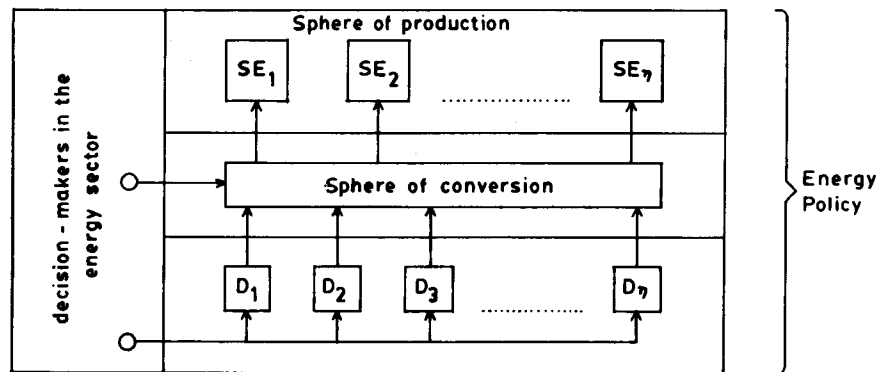 Sphere of production
SE₁
SE₂
SEη
decision-makers in the
energy sector
Sphere of conversion
Energy
Policy
D₁
D₂
D₃
Dη